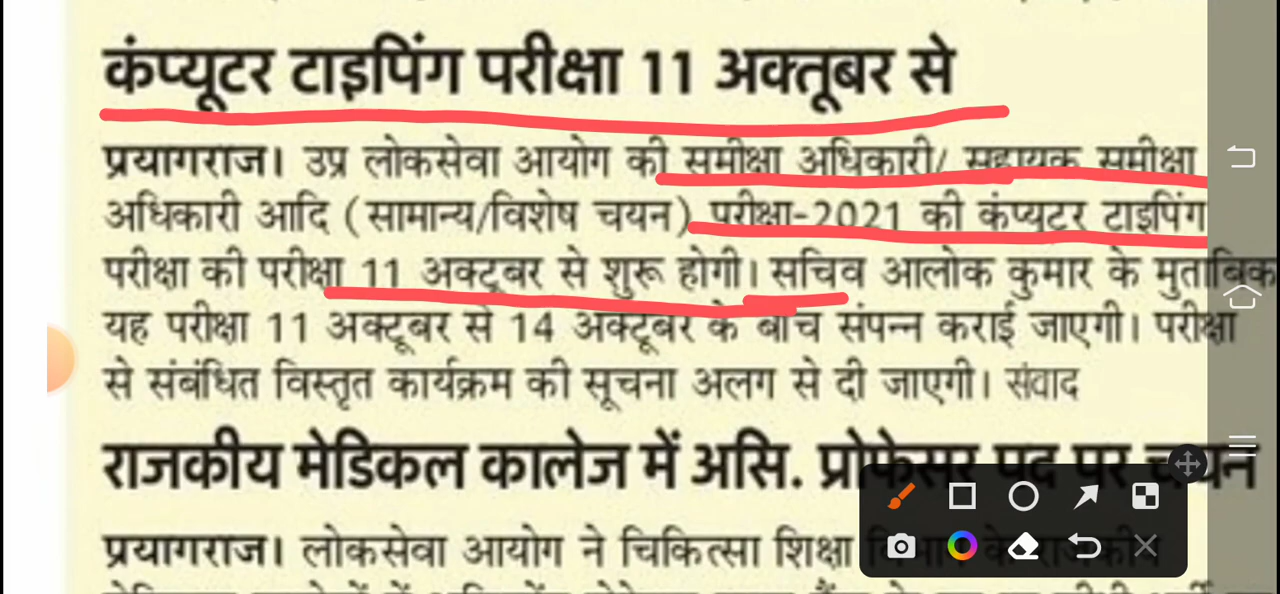 कंप्यूटर टाइपिंग परीक्षा 11 अक्तूबर से
प्रयागराज। उप्र लोकसेवा आयोग की समीक्षा अधिकारी/ सहायक समीक्षा
अधिकारी आदि (सामान्य/विशेष चयन) परीक्षा-2021 की कंप्यूटर टाइपिंग
परीक्षा की परीक्षा 11 अक्टूबर से शुरू होगी। सचिव आलोक कुमार के मुताबिक
यह परीक्षा 11 अक्टूबर से 14 अक्टूबर के बीच संपन्न कराई जाएगी। परीक्षा
से संबंधित विस्तृत कार्यक्रम की सूचना अलग से दी जाएगी। संवाद
राजकीय मेडिकल कालेज में असि. प्रोफेसर पद पर चयन
प्रयागराज। लोकसेवा आयोग ने चिकित्सा शिक्षा विभाग के राजकीय